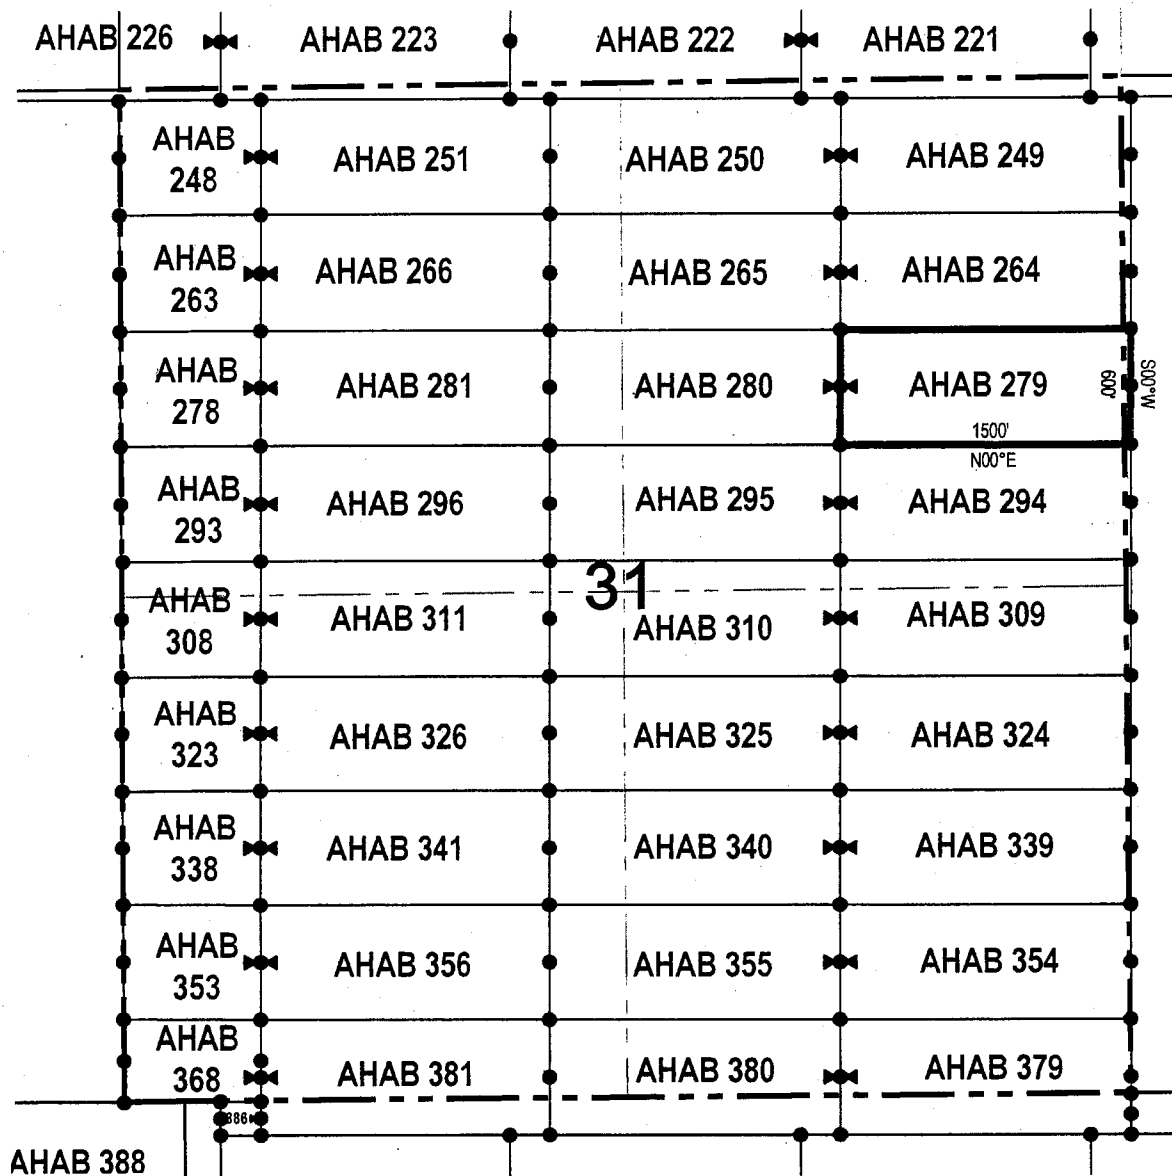 AHAB 226
AHAB 223
AHAB 222
AHAB 221
AHAB
248
AHAB 251
AHAB 250
AHAB 249
AHAB
263
AHAB 266
AHAB 265
AHAB 264
AHAB
278
AHAB 281
AHAB 280
AHAB 279
600'
S00°W
1500'
N00°E
AHAB
293
AHAB 296
AHAB 295
AHAB 294
31
AHAB
308
AHAB 311
AHAB 310
AHAB 309
AHAB
323
AHAB 326
AHAB 325
AHAB 324
AHAB
338
AHAB 341
AHAB 340
AHAB 339
AHAB
353
AHAB 356
AHAB 355
AHAB 354
AHAB
368
AHAB 381
AHAB 380
AHAB 379
386
AHAB 388